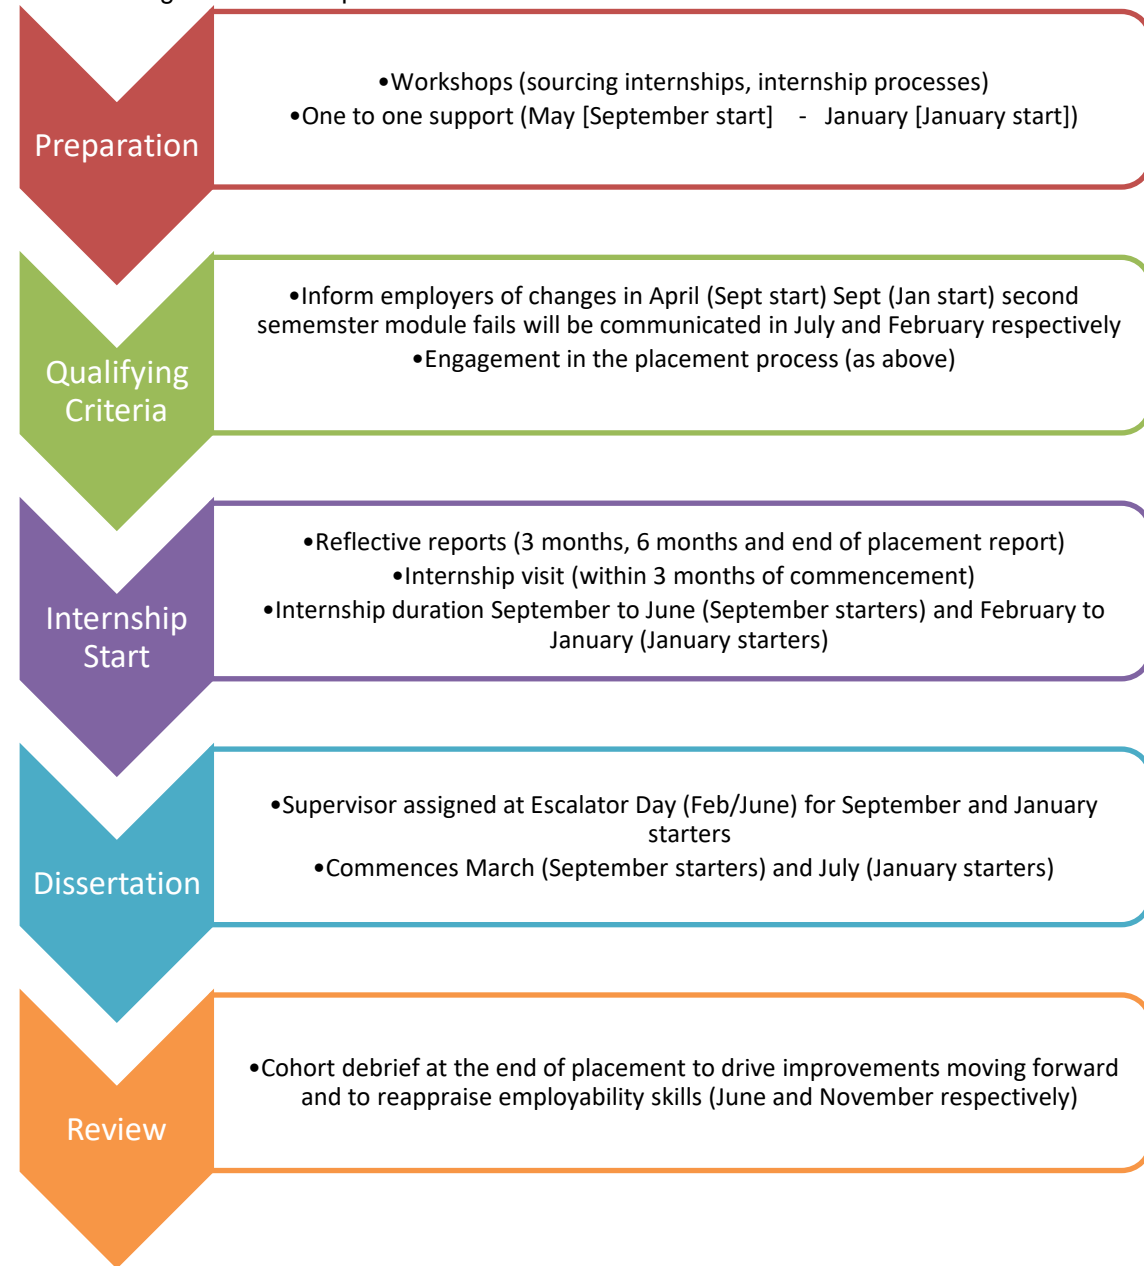 Preparation
•Workshops (sourcing internships, internship processes)
•One to one support (May [September start]   -   January [January start])
Qualifying
Criteria
•Inform employers of changes in April (Sept start) Sept (Jan start) second
sememster module fails will be communicated in July and February respectively
•Engagement in the placement process (as above)
Internship
Start
•Reflective reports (3 months, 6 months and end of placement report)
•Internship visit (within 3 months of commencement)
•Internship duration September to June (September starters) and February to
January (January starters)
Dissertation
•Supervisor assigned at Escalator Day (Feb/June) for September and January
starters
•Commences March (September starters) and July (January starters)
Review
•Cohort debrief at the end of placement to drive improvements moving forward
and to reappraise employability skills (June and November respectively)